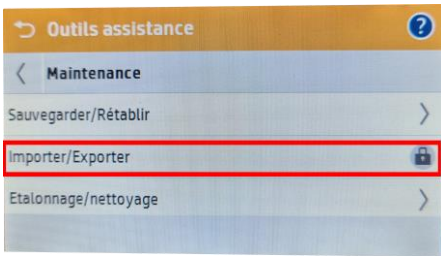 Outils assistance
?
Maintenance
Sauvegarder/Rétablir
Importer/Exporter
Etalonnage/nettoyage